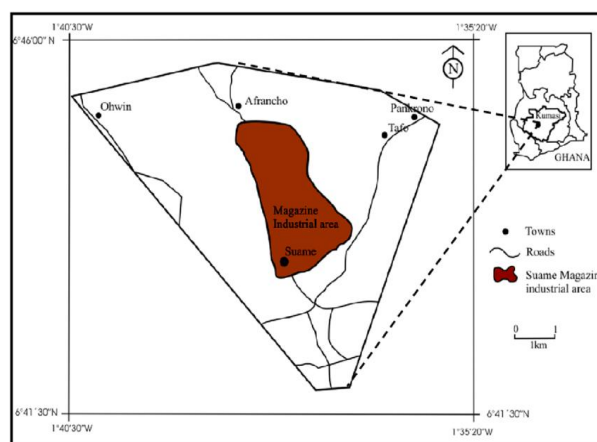 1°40'30"W
1°35'20"W
6°46'00" N
N
Ohwin
Afrancho
Pankrono
Tafo
Kumasi
GHANA
Magazine
Industrial area
Suame
Towns
Roads
Suame Magazin
industrial area
0 1
1km
6°41'30"N
6°41'30"N
1°40'30"W
1°35'20"W